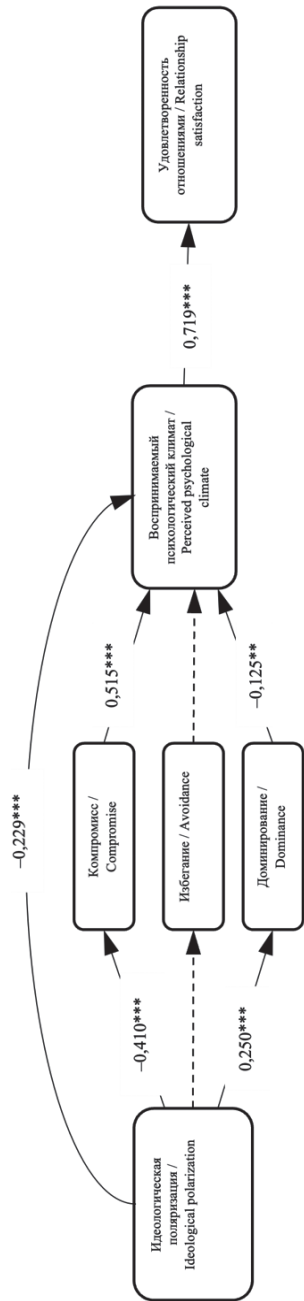 Идеологическая
поляризация /
Ideological polarization
–0,229***
–0,410***
0,250***
Компромисс /
Compromise
Избегание / Avoidance
Доминирование /
Dominance
0,515***
–0,125**
Воспринимаемый
психологический климат /
Perceived psychological
climate
0,719***
Удовлетворенность
отношениями / Relationship
satisfaction